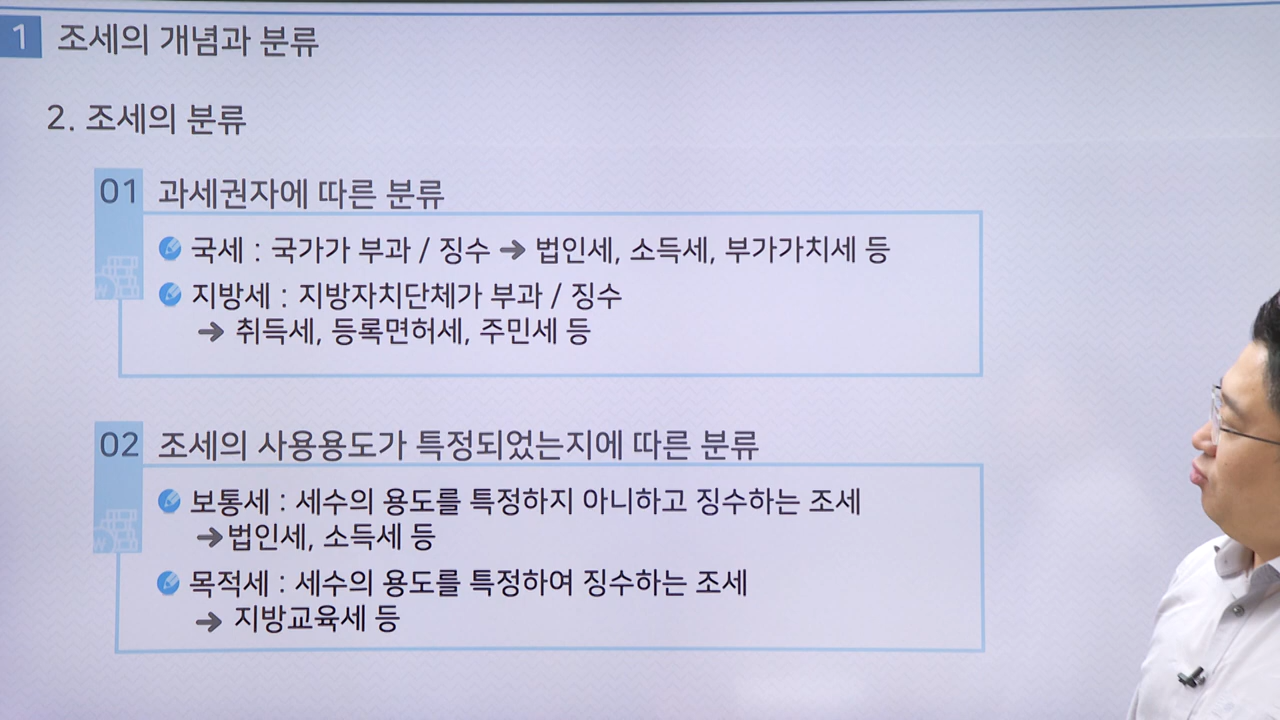 1 조세의 개념과 분류
2. 조세의 분류
01 과세권자에 따른 분류
국세 : 국가가 부과 / 징수 ➔ 법인세, 소득세, 부가가치세 등
지방세 : 지방자치단체가 부과 / 징수
➔ 취득세, 등록면허세, 주민세 등
02 조세의 사용용도가 특정되었는지에 따른 분류
보통세 : 세수의 용도를 특정하지 아니하고 징수하는 조세
➔법인세, 소득세 등
목적세 : 세수의 용도를 특정하여 징수하는 조세
➔ 지방교육세 등